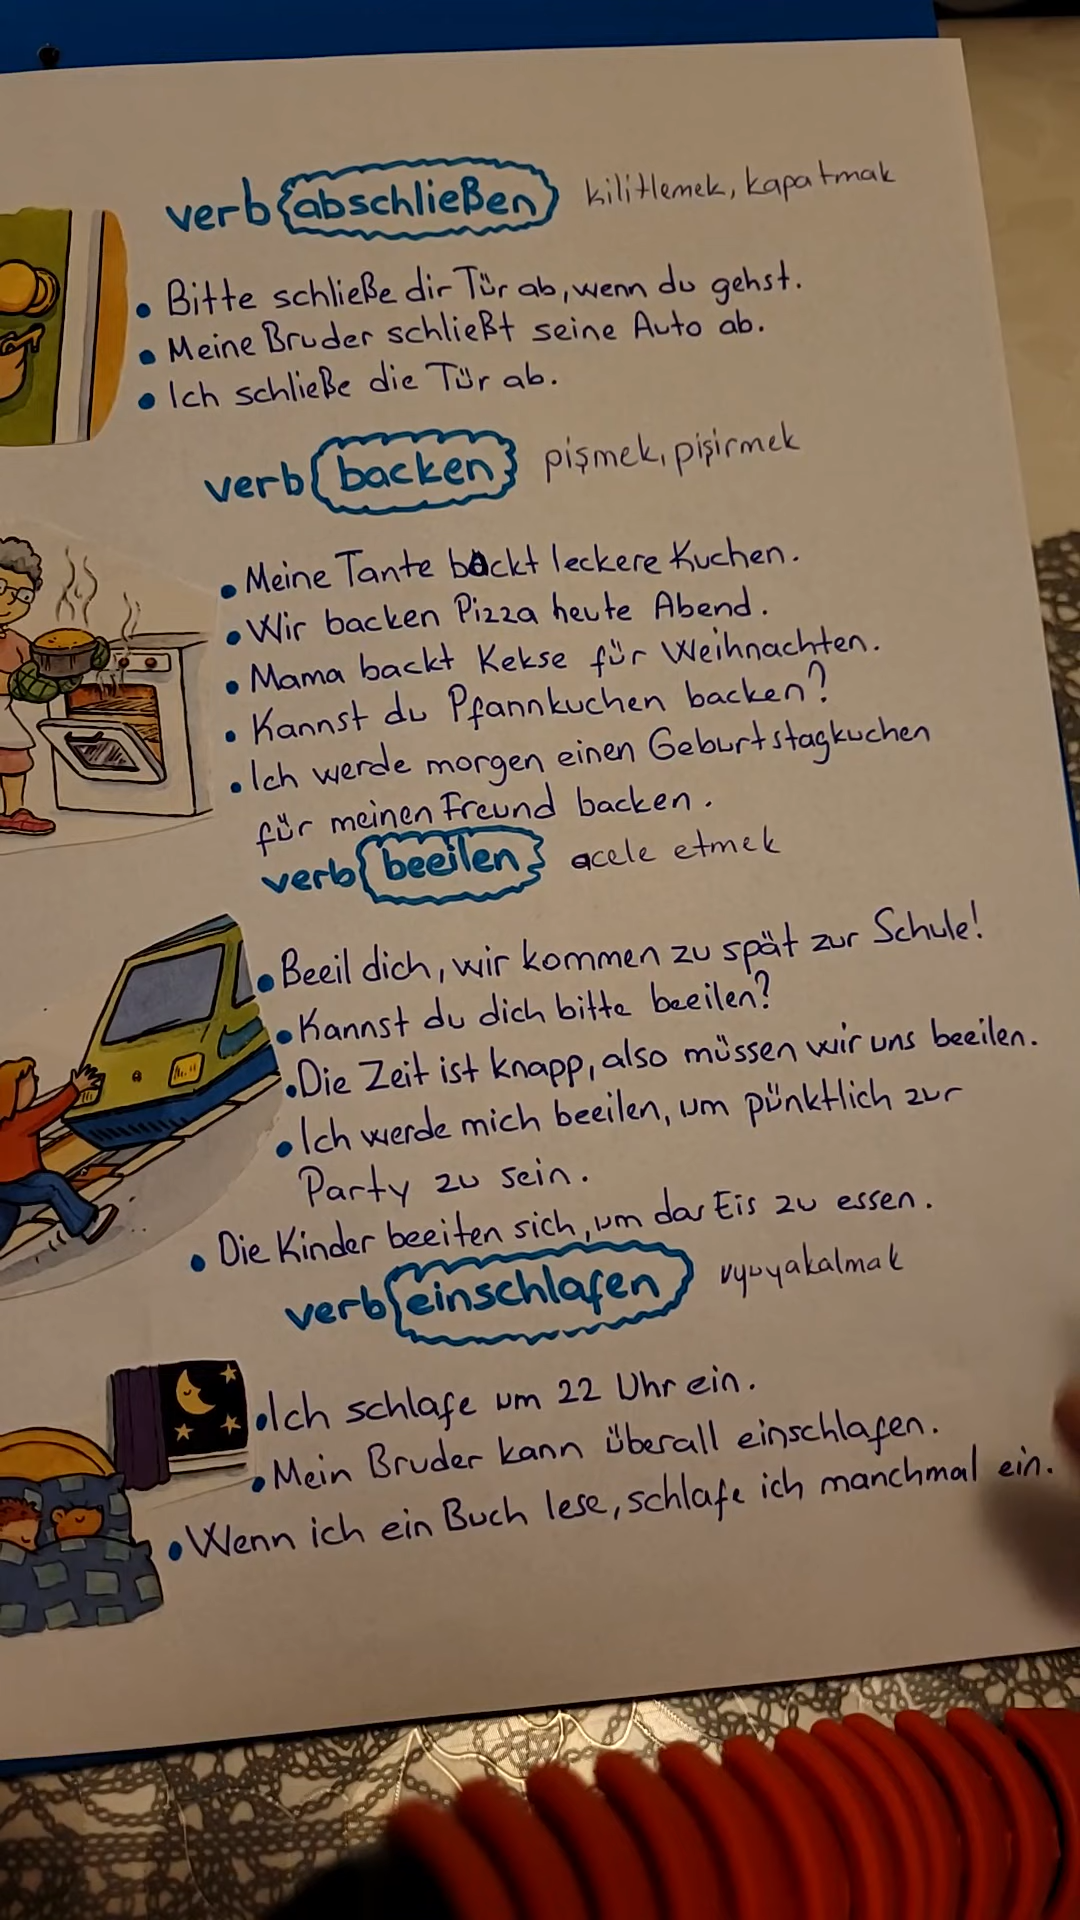 verb abschließen kilitlemek, kapatmak
• Bitte schließe dir Tür ab, wenn du gehst.
• Meine Bruder schließt seine Auto ab.
• Ich schließe die Tür ab.
verb backen pişmek, pişirmek
• Meine Tante backt leckere Kuchen.
• Wir backen Pizza heute Abend.
• Mama backt Kekse für Weihnachten.
• Kannst du Pfannkuchen backen?
• Ich werde morgen einen Geburtstagkuchen
für meinen Freund backen.
verb beeilen acele etmek
• Beeil dich, wir kommen zu spät zur Schule!
• Kannst du dich bitte beeilen?
• Die Zeit ist knapp, also müssen wir uns beeilen.
• Ich werde mich beeilen, um pünktlich zur
Party zu sein.
• Die Kinder beeiten sich, um das Eis zu essen.
verb einschlafen uyuyakalmak
• Ich schlafe um 22 Uhr ein.
• Mein Bruder kann überall einschlafen.
• Wenn ich ein Buch lese, schlafe ich manchmal ein.